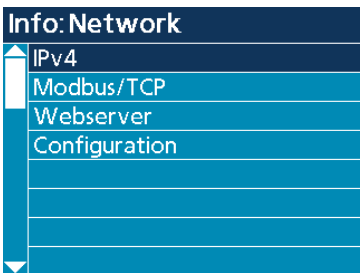 Info: Network
IPv4
Modbus/TCP
Webserver
Configuration